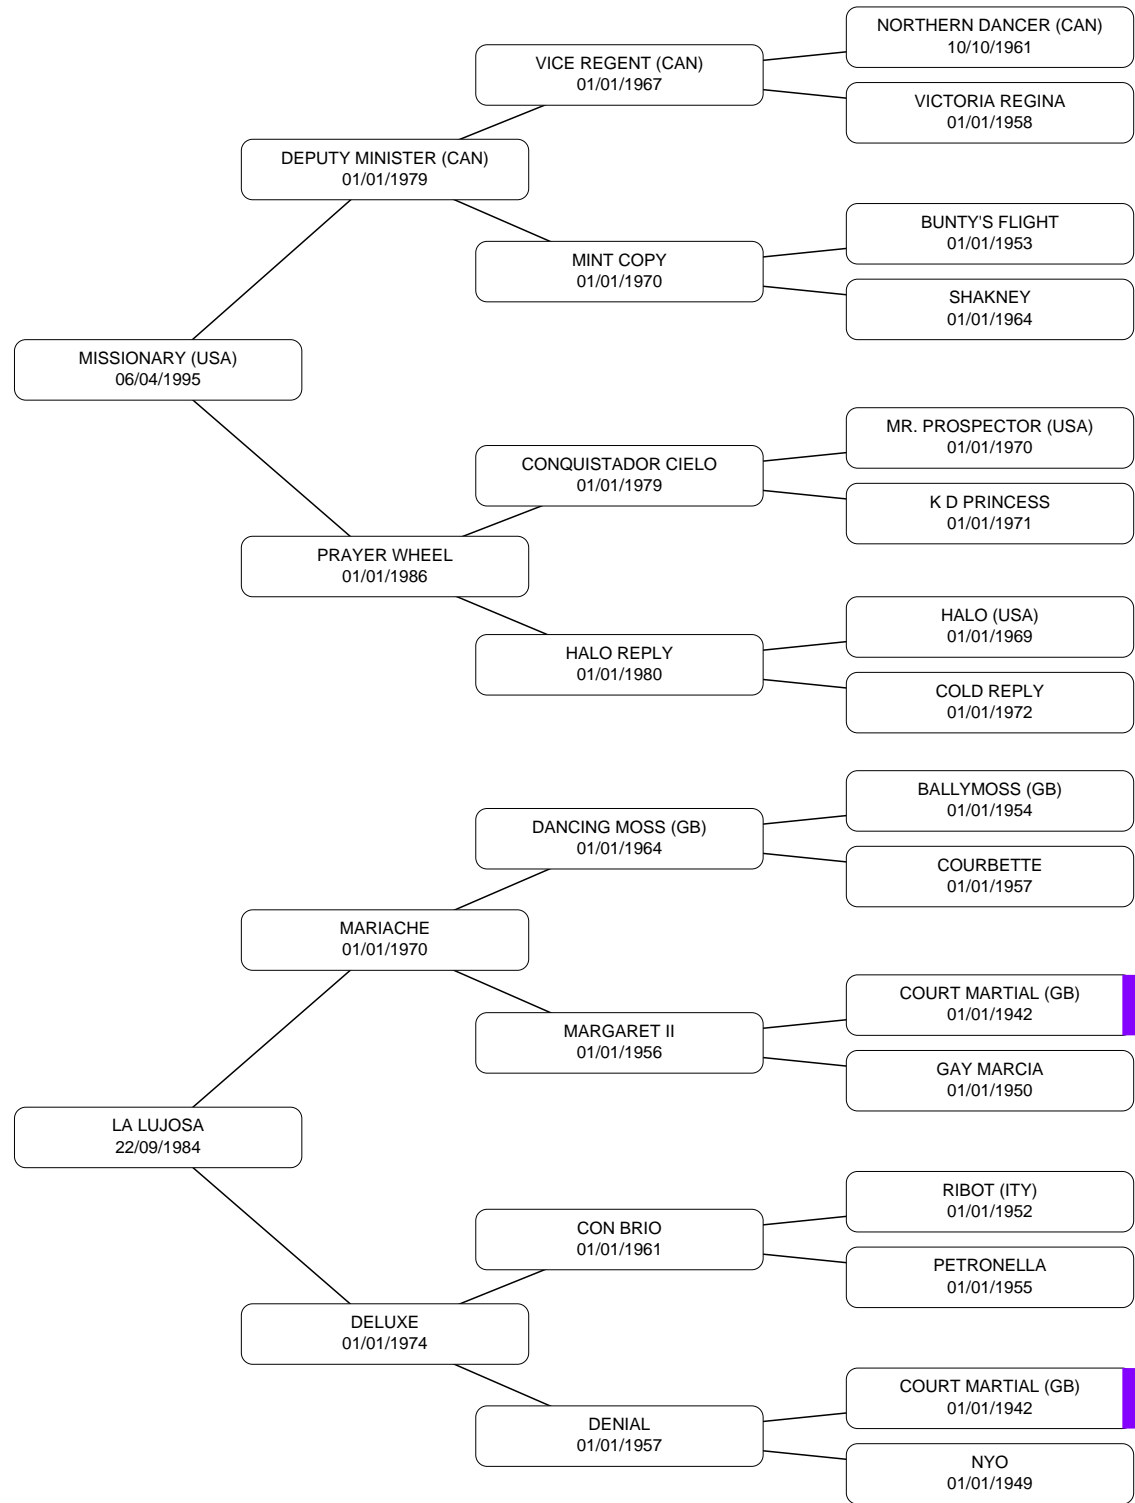 NORTHERN DANCER (CAN)
10/10/1961
VICE REGENT (CAN)
01/01/1967
VICTORIA REGINA
01/01/1958
DEPUTY MINISTER (CAN)
01/01/1979
BUNTY'S FLIGHT
01/01/1953
MINT COPY
01/01/1970
SHAKNEY
01/01/1964
MISSIONARY (USA)
06/04/1995
MR. PROSPECTOR (USA)
01/01/1970
CONQUISTADOR CIELO
01/01/1979
K D PRINCESS
01/01/1971
PRAYER WHEEL
01/01/1986
HALO (USA)
01/01/1969
HALO REPLY
01/01/1980
COLD REPLY
01/01/1972
BALLYMOSS (GB)
01/01/1954
DANCING MOSS (GB)
01/01/1964
COURBETTE
01/01/1957
MARIACHE
01/01/1970
COURT MARTIAL (GB)
01/01/1942
MARGARET II
01/01/1956
GAY MARCIA
01/01/1950
LA LUJOSA
22/09/1984
RIBOT (ITY)
01/01/1952
CON BRIO
01/01/1961
PETRONELLA
01/01/1955
DELUXE
01/01/1974
COURT MARTIAL (GB)
01/01/1942
DENIAL
01/01/1957
NYO
01/01/1949